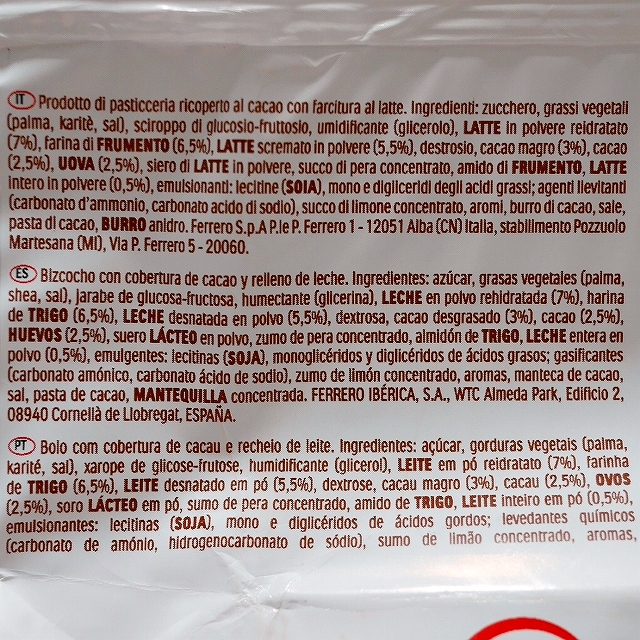 IT Prodotto di pasticceria ricoperto al cacao con farcitura al latte. Ingredienti: zucchero, grassi vegetali
(palma, karitè, sal), sciroppo di glucosio-fruttosio, umidificante (glicerolo), LATTE in polvere reidratato
(7%), farina di FRUMENTO (6,5%), LATTE scremato in polvere (5,5%), destrosio, cacao magro (3%), cacao
(2,5%), UOVA (2,5%), siero di LATTE in polvere, succo di pera concentrato, amido di FRUMENTO, LATTE
intero in polvere (0,5%), emulsionanti: lecitine (SOIA), mono e digliceridi degli acidi grassi; agenti lievitanti
(carbonato d'ammonio, carbonato acido di sodio), succo di limone concentrato, aromi, burro di cacao, sale,
pasta di cacao, BURRO anidro. Ferrero S.p.A P.le P. Ferrero 1 - 12051 Alba (CN) Italia, stabilimento Pozzuolo
Martesana (MI), Via P. Ferrero 5 - 20060.
ES Bizcocho con cobertura de cacao y relleno de leche. Ingredientes: azúcar, grasas vegetales (palma,
shea, sal), jarabe de glucosa-fructosa, humectante (glicerina), LECHE en polvo rehidratada (7%), harina
de TRIGO (6,5%), LECHE desnatada en polvo (5,5%), dextrosa, cacao desgrasado (3%), cacao (2,5%),
HUEVOS (2,5%), suero LÁCTEO en polvo, zumo de pera concentrado, almidón de TRIGO, LECHE entera en
polvo (0,5%), emulgentes: lecitinas (SOJA), monoglicéridos y diglicéridos de ácidos grasos; gasificantes
(carbonato amónico, carbonato ácido de sodio), zumo de limón concentrado, aromas, manteca de cacao,
sal, pasta de cacao, MANTEQUILLA concentrada. FERRERO IBÉRICA, S.A., WTC Almeda Park, Edificio 2,
08940 Cornellà de Llobregat, ESPAÑA.
PT Bolo com cobertura de cacau e recheio de leite. Ingredientes: açúcar, gorduras vegetais (palma,
karité, sal), xarope de glicose-frutose, humidificante (glicerol), LEITE em pó reidratado (7%), farinha
de TRIGO (6,5%), LEITE desnatado em pó (5,5%), dextrose, cacau magro (3%), cacau (2,5%), OVOS
(2,5%), soro LÁCTEO em pó, sumo de pera concentrado, amido de TRIGO, LEITE inteiro em pó (0,5%),
emulsionantes: lecitinas (SOJA), mono e diglicéridos de ácidos gordos; levedantes químicos
(carbonato de amónio, hidrogenocarbonato de sódio), sumo de limão concentrado, aromas,